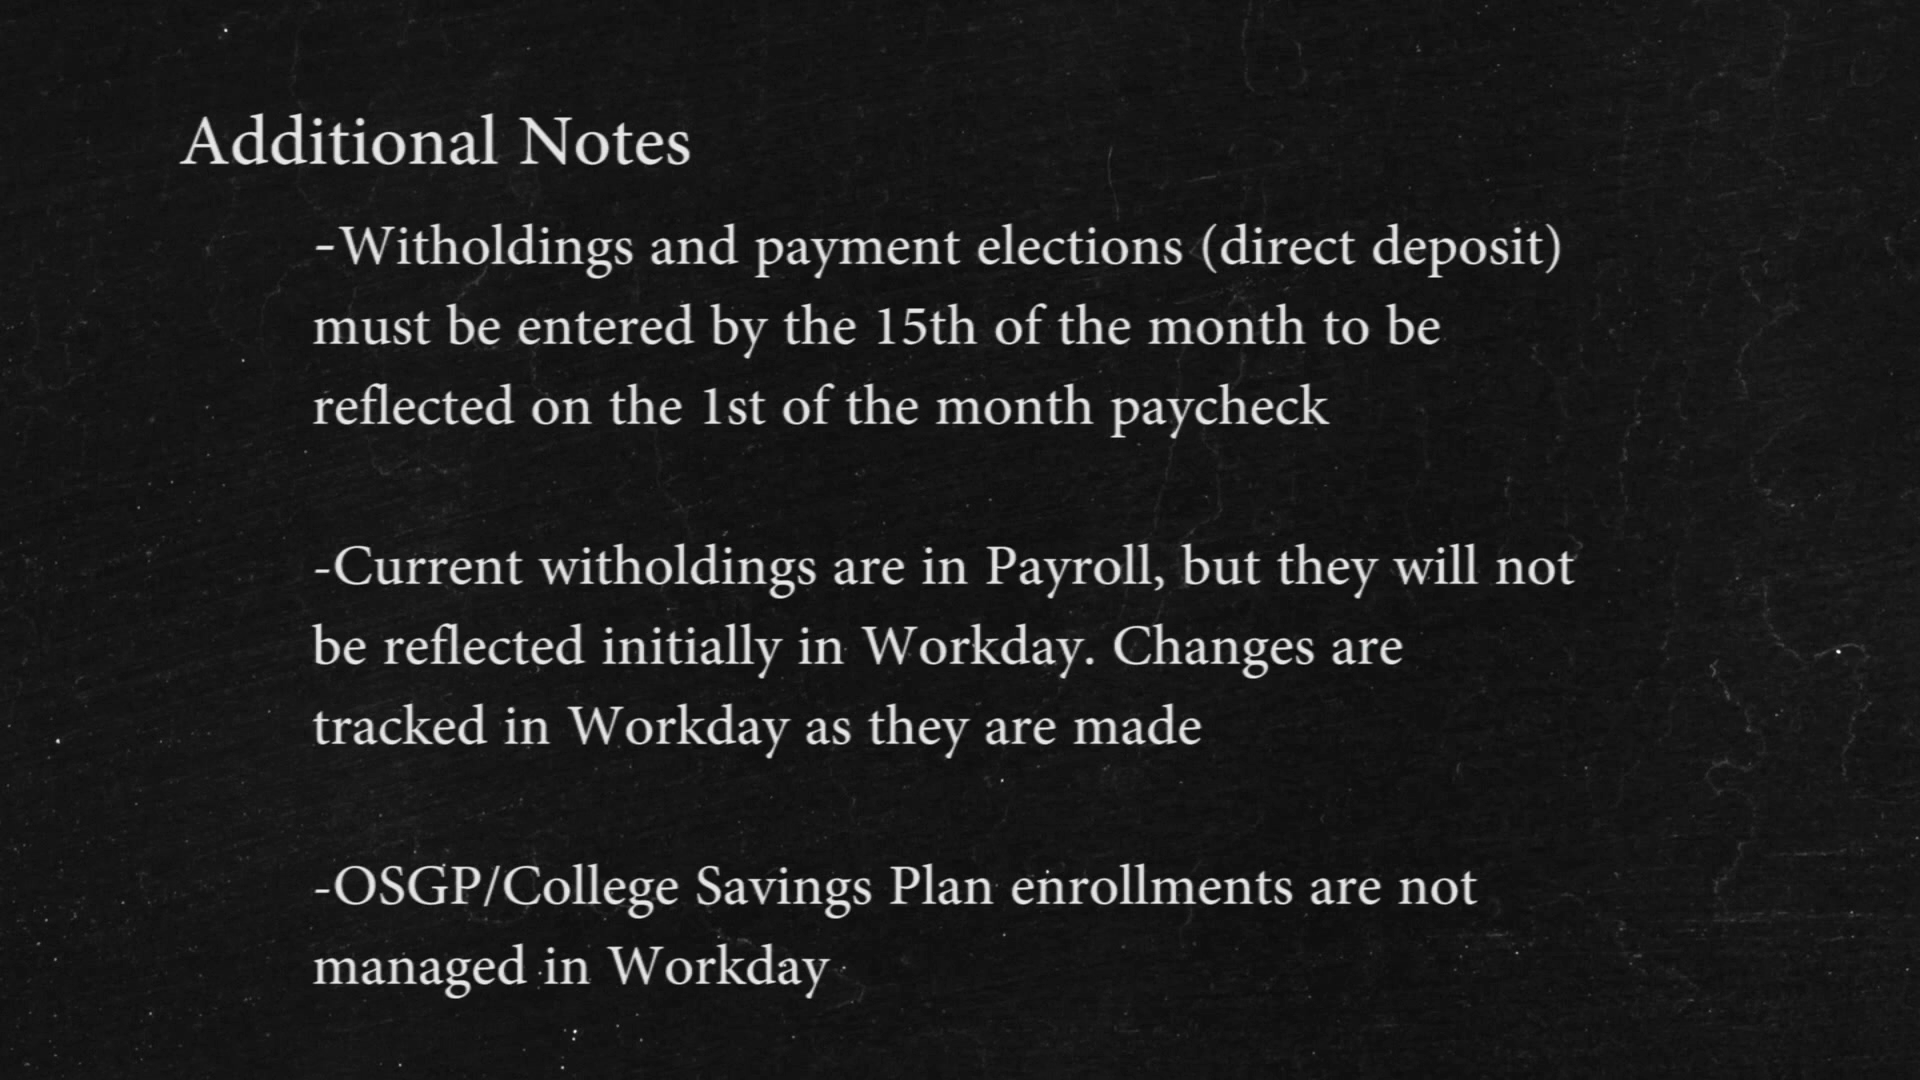 Additional Notes
-Witholdings and payment elections (direct deposit)
must be entered by the 15th of the month to be
reflected on the 1st of the month paycheck
-Current witholdings are in Payroll, but they will not
be reflected initially in Workday. Changes are
tracked in Workday as they are made
-OSGP/College Savings Plan enrollments are not
managed in Workday